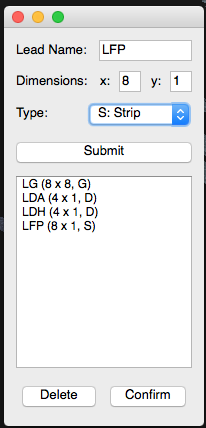 Lead Name: LFP
Dimensions: x: 8 y: 1
Type: S: Strip
Submit
LG (8 x 8, G)
LDA (4 x 1, D)
LDH (4 x 1, D)
LFP (8 x 1, S)
Delete Confirm